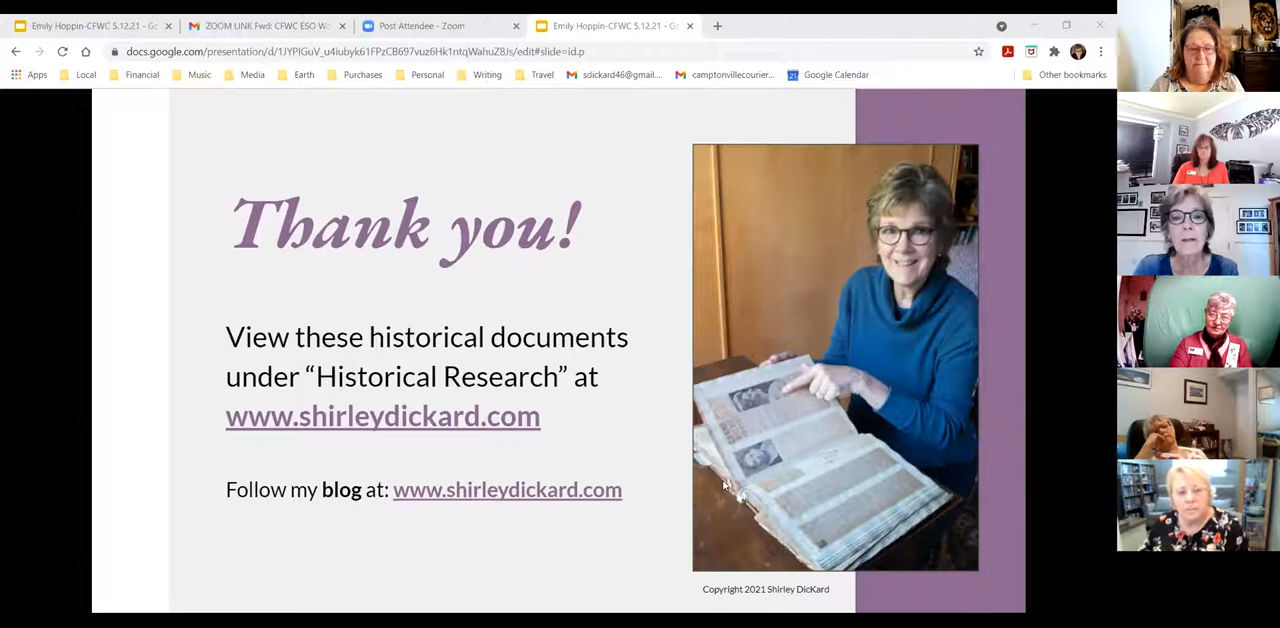 Emily Hoppin-CFWC 5.12.21 - Go
ZOOM LINK Fwd: CFWC ESO Wo
Post Attendee - Zoom
Emily Hoppin-CFWC 5.12.21 - Go
docs.google.com/presentation/d/1JYPlGuV_u4iubyk61FPzCB697vuz6Hk1ntqWahuZ8Js/edit#slide=id.p
Apps
Local
Financial
Music
Media
Earth
Purchases
Personal
Writing
Travel
sdickard46@gmail....
camptonvillecourier...
21
Google Calendar
Other bookmarks
Thank you!
View these historical documents
under “Historical Research” at
www.shirleydickard.com
Follow my blog at: www.shirleydickard.com
Copyright 2021 Shirley DicKard